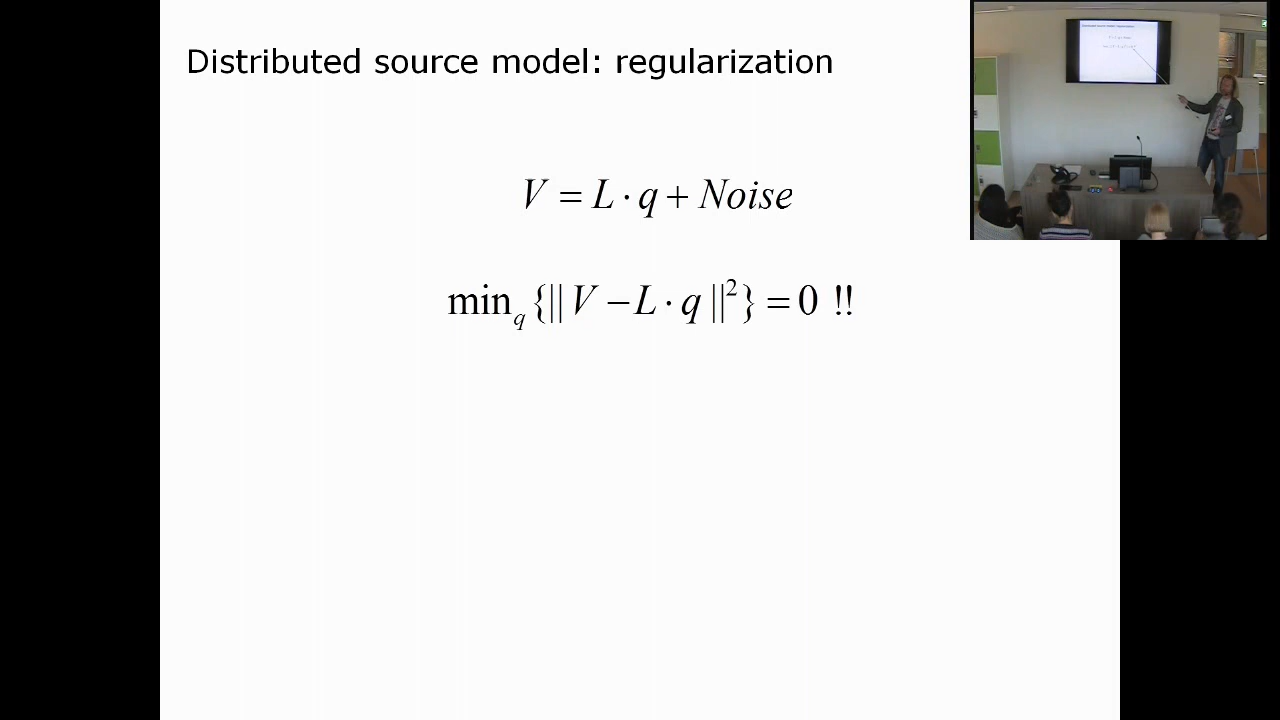 Distributed source model: regularization
V = L · q + Noise
min_q {|| V − L · q ||²} = 0 !!